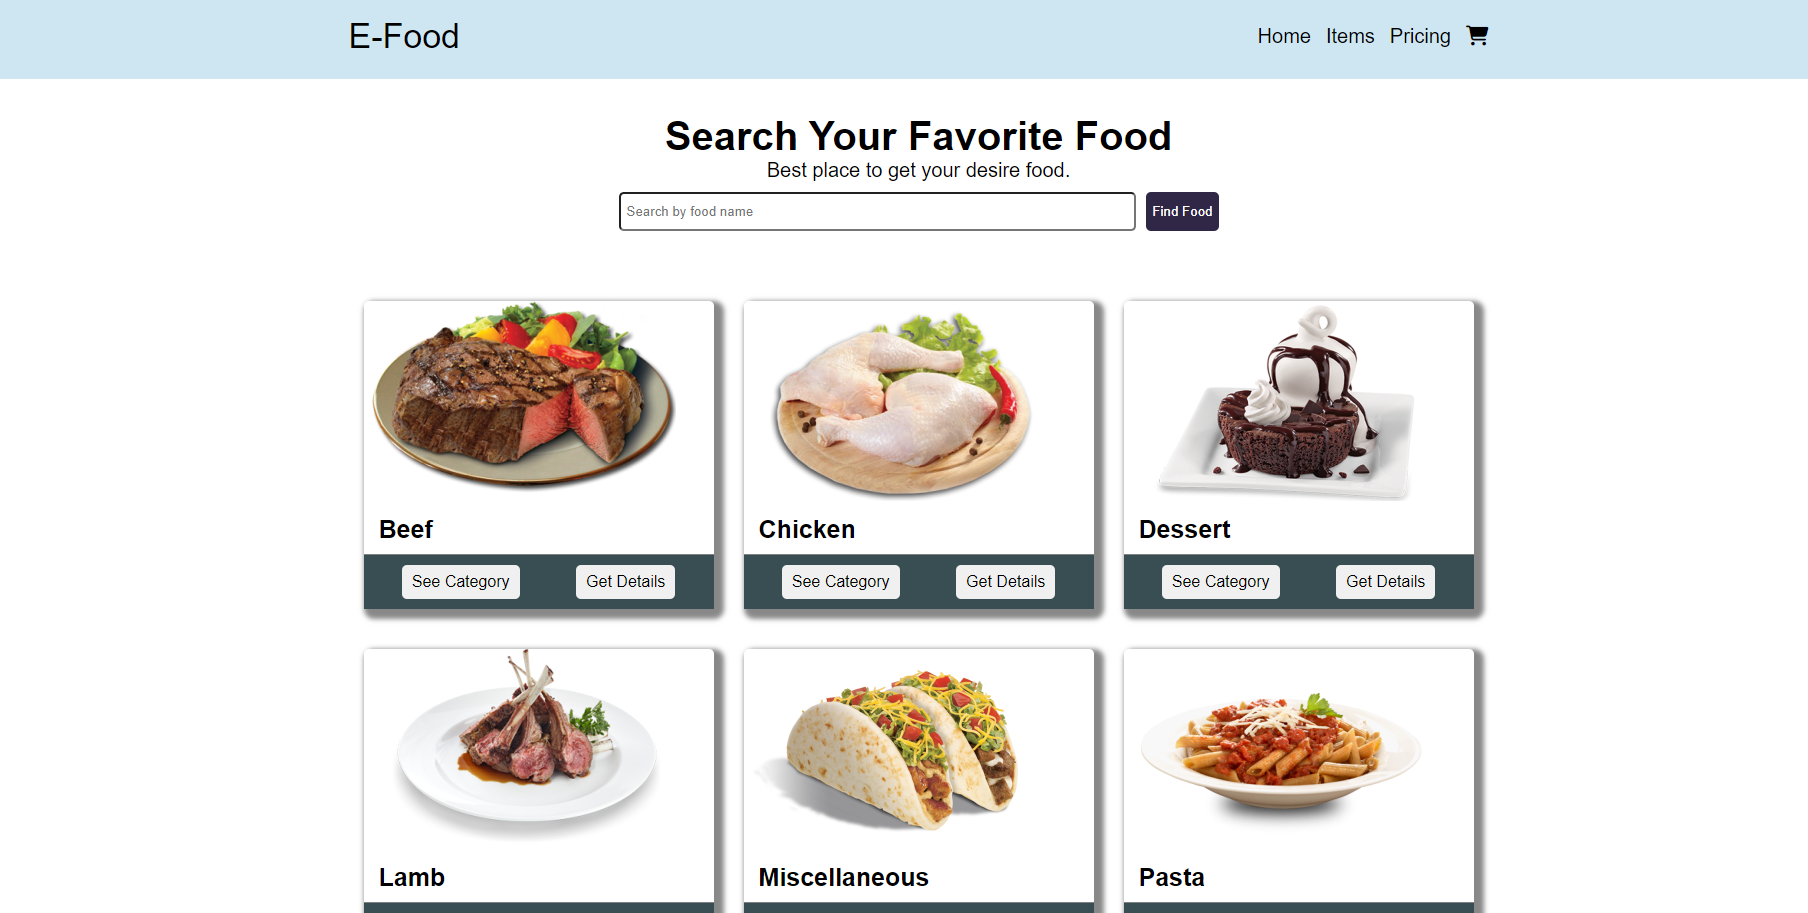 E-Food
Home Items Pricing
Search Your Favorite Food
Best place to get your desire food.
Search by food name
Find Food
Beef
Chicken
Dessert
See Category Get Details
See Category Get Details
See Category Get Details
Lamb
Miscellaneous
Pasta